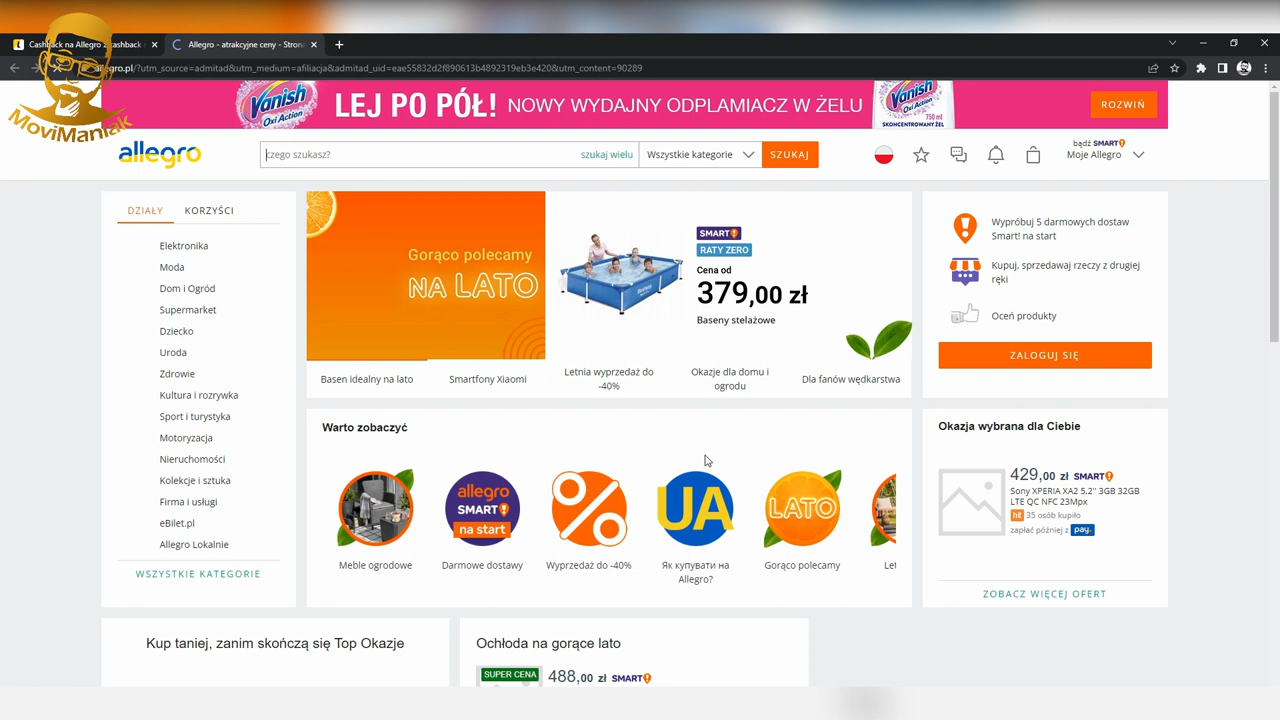 Cashback na Allegro z cashback
Allegro - atrakcyjne ceny - Strona
allegro.pl/?utm_source=admitad&utm_medium=afiliacja&admitad_uid=eae55832d2f890613b4892319eb3e420&utm_content=90289
MoviManiak
Vanish
Oxi Action
LEJ PO PÓŁ! NOWY WYDAJNY ODPLAMIACZ W ŻELU
Vanish
Oxi Action
750 ml
SKONCENTROWANY ŻEL
ROZWIŃ
allegro
czego szukasz?
szukaj wielu
Wszystkie kategorie
SZUKAJ
bądź SMART!
Moje Allegro
DZIAŁY
KORZYŚCI
Elektronika
Moda
Dom i Ogród
Supermarket
Dziecko
Uroda
Zdrowie
Kultura i rozrywka
Sport i turystyka
Motoryzacja
Nieruchomości
Kolekcje i sztuka
Firma i usługi
eBilet.pl
Allegro Lokalnie
WSZYSTKIE KATEGORIE
Gorąco polecamy
NA LATO
SMART!
RATY ZERO
Cena od
379,00 zł
Baseny stelażowe
Basen idealny na lato
Smartfony Xiaomi
Letnia wyprzedaż do
-40%
Okazje dla domu i
ogrodu
Dla fanów wędkarstwa
Wypróbuj 5 darmowych dostaw
Smart! na start
Kupuj, sprzedawaj rzeczy z drugiej
ręki
Oceń produkty
ZALOGUJ SIĘ
Warto zobaczyć
allegro
SMART!
na start
%
UA
LATO
Meble ogrodowe
Darmowe dostawy
Wyprzedaż do -40%
Як купувати на
Allegro?
Gorąco polecamy
Let
Okazja wybrana dla Ciebie
429,00 zł SMART!
Sony XPERIA XA2 5,2'' 3GB 32GB
LTE QC NFC 23Mpx
hit 35 osób kupiło
zapłać później z pay.
ZOBACZ WIĘCEJ OFERT
Kup taniej, zanim skończą się Top Okazje
Ochłoda na gorące lato
SUPER CENA
488,00 zł SMART!